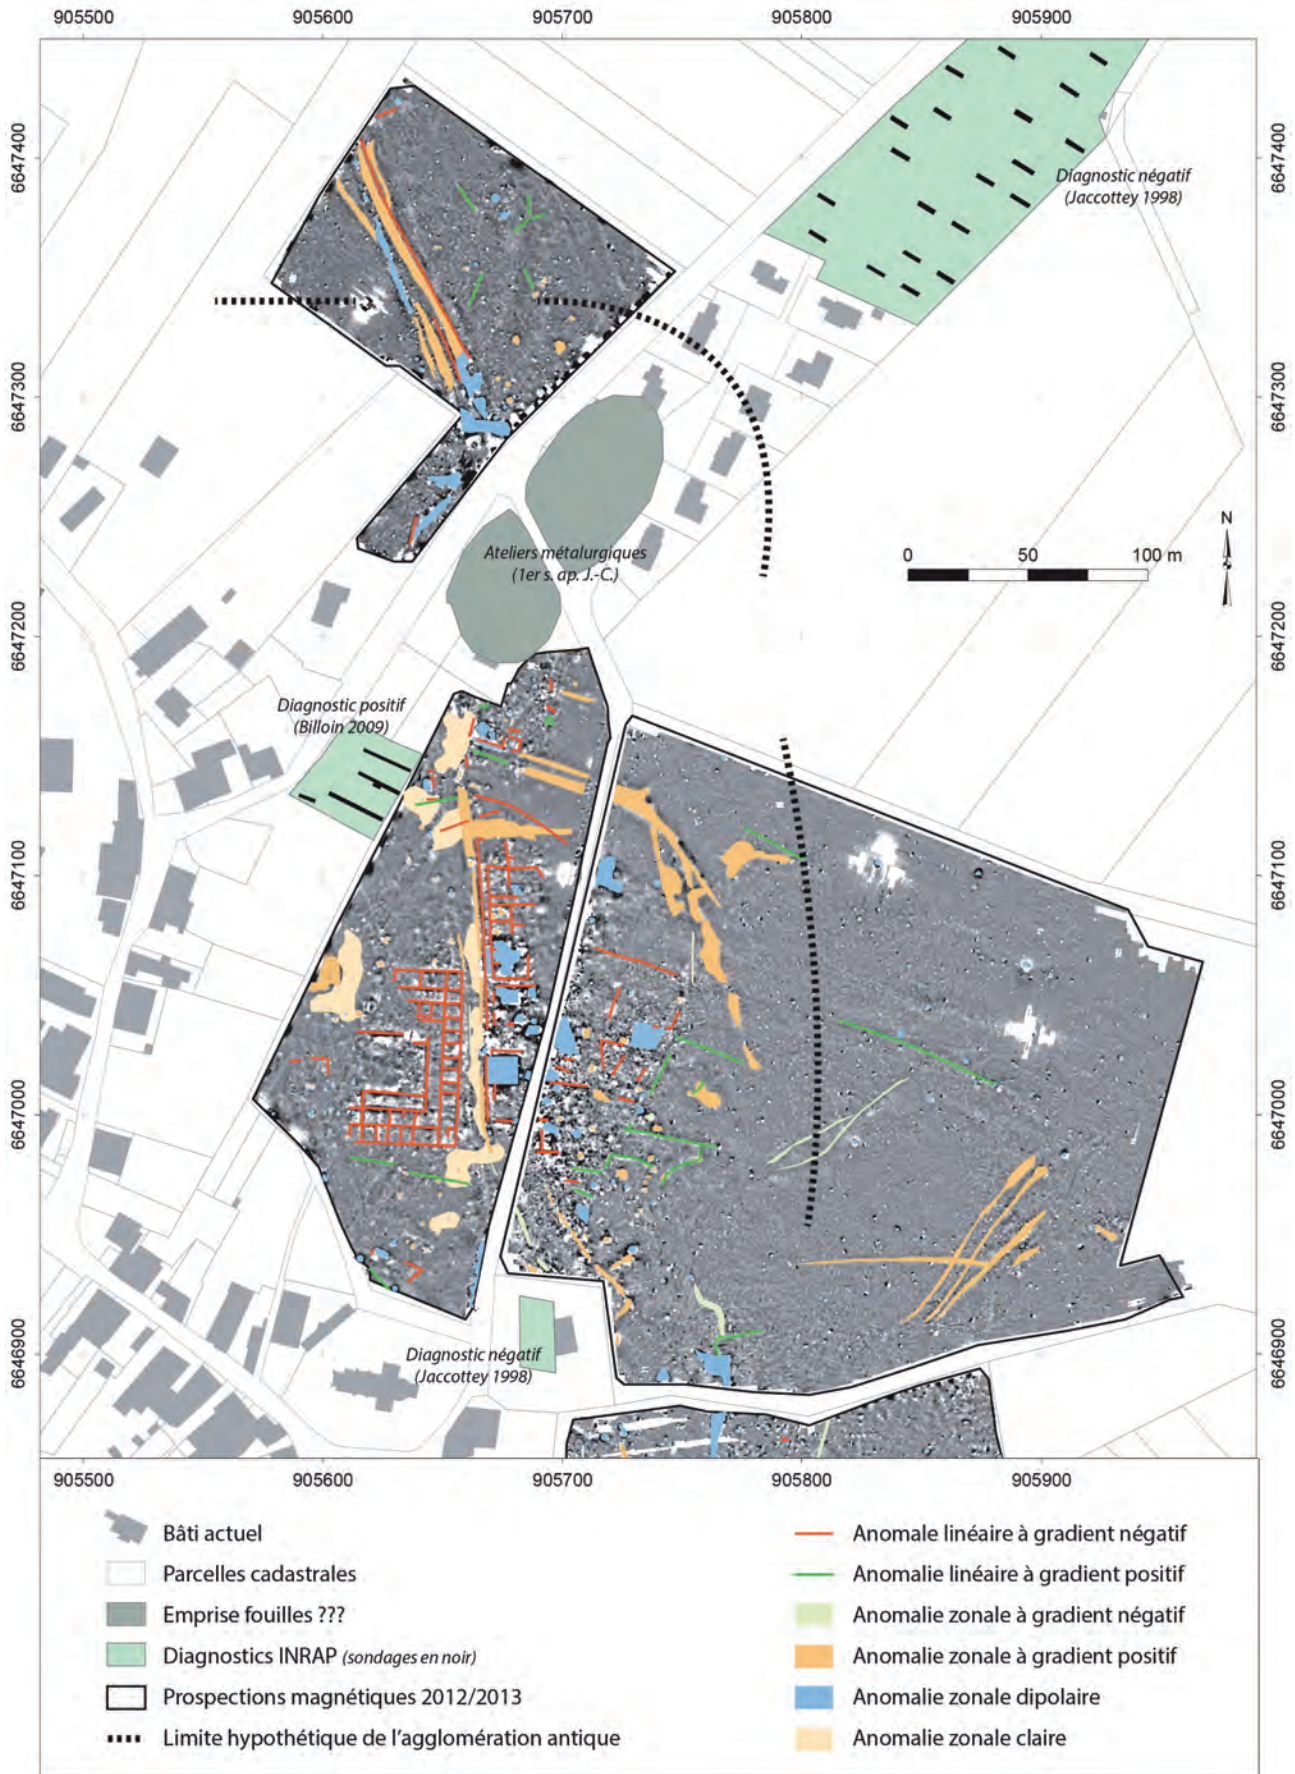 905500
905600
905700
905800
905900
6647400
6647400
Diagnostic négatif
(Jaccottey 1998)
6647300
6647300
N
Ateliers métalurgiques
(1er s. ap. J.-C.)
0
50
100 m
6647200
6647200
Diagnostic positif
(Billoin 2009)
6647100
6647100
6647000
6647000
6646900
6646900
Diagnostic négatif
(Jaccottey 1998)
905500
905600
905700
905800
905900
Bâti actuel
Parcelles cadastrales
Emprise fouilles ???
Diagnostics INRAP (sondages en noir)
Prospections magnétiques 2012/2013
Limite hypothétique de l'agglomération antique
Anomale linéaire à gradient négatif
Anomalie linéaire à gradient positif
Anomalie zonale à gradient négatif
Anomalie zonale à gradient positif
Anomalie zonale dipolaire
Anomalie zonale claire